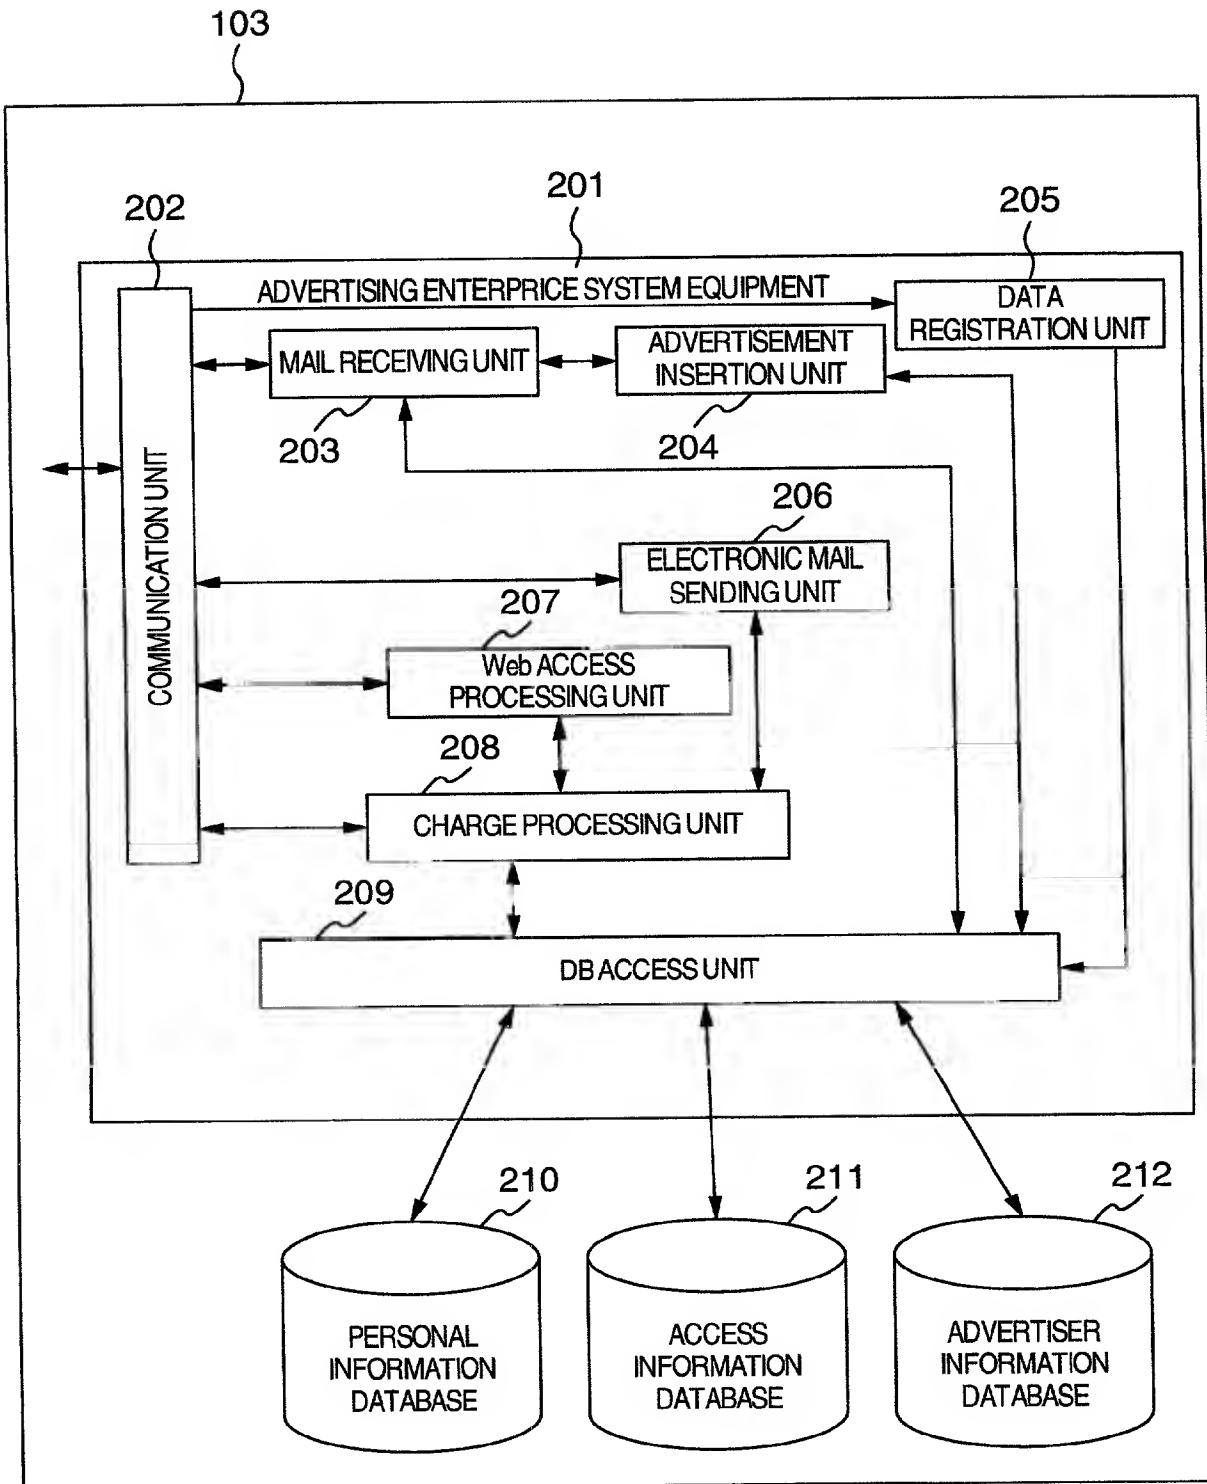 103
201
202
205
ADVERTISING ENTERPRICE SYSTEM EQUIPMENT
DATA
REGISTRATION UNIT
MAIL RECEIVING UNIT
ADVERTISEMENT
INSERTION UNIT
203
204
COMMUNICATION UNIT
206
ELECTRONIC MAIL
SENDING UNIT
207
Web ACCESS
PROCESSING UNIT
208
CHARGE PROCESSING UNIT
209
DB ACCESS UNIT
210
211
212
PERSONAL
INFORMATION
DATABASE
ACCESS
INFORMATION
DATABASE
ADVERTISER
INFORMATION
DATABASE